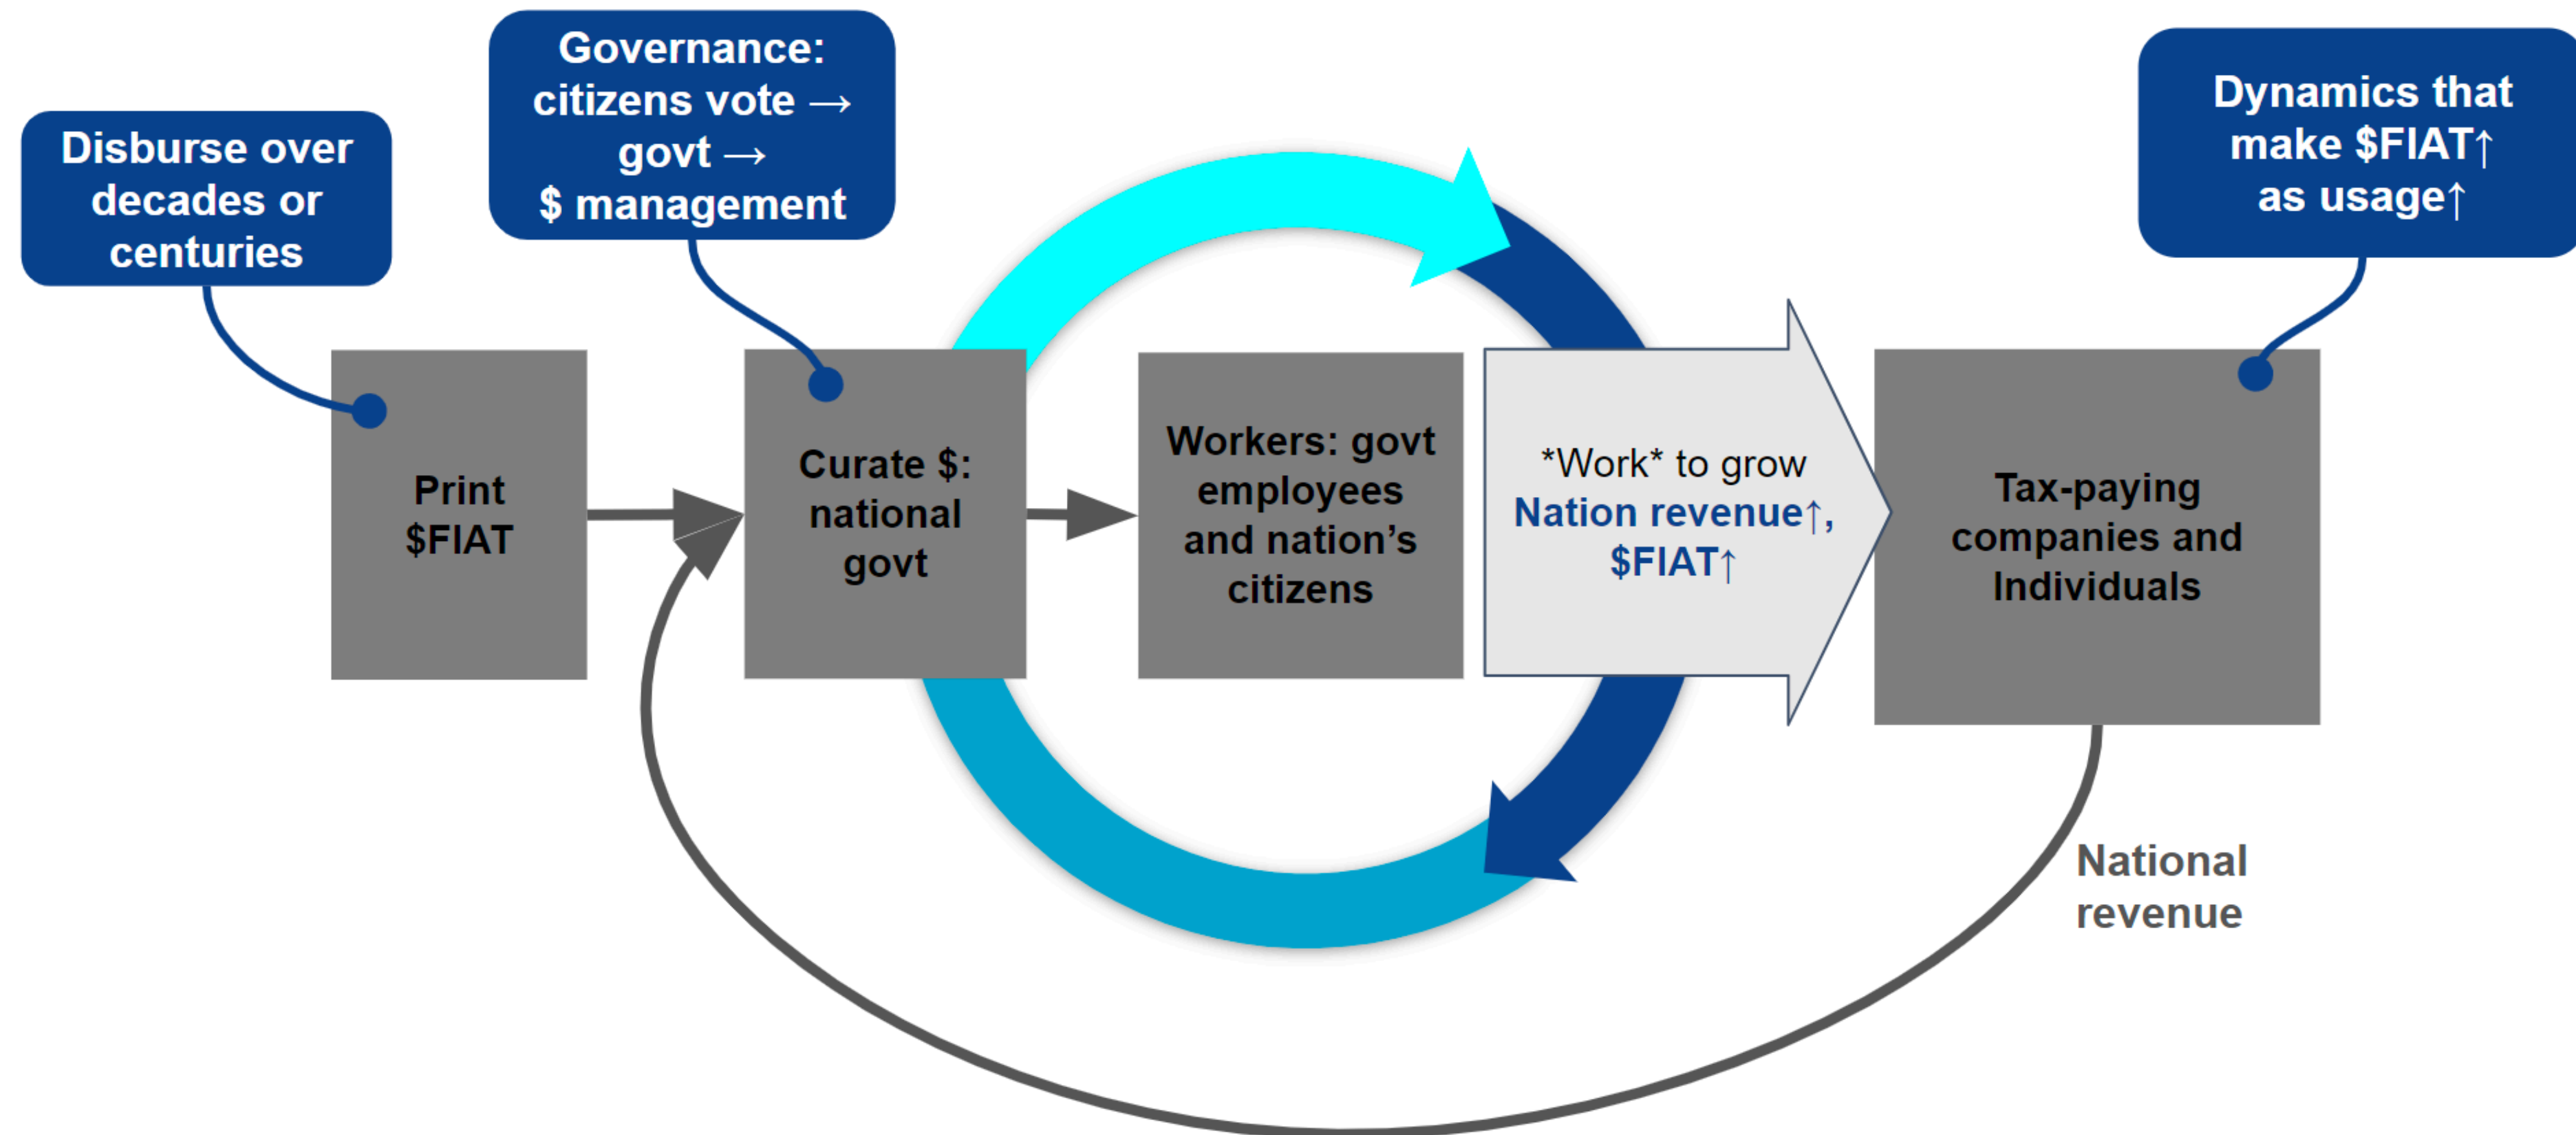 Disburse over
decades or
centuries
Governance:
citizens vote →
govt →
$ management
Dynamics that
make $FIAT↑
as usage↑
Print
$FIAT
Curate $:
national
govt
Workers: govt
employees
and nation’s
citizens
*Work* to grow
Nation revenue↑,
$FIAT↑
Tax-paying
companies and
Individuals
National
revenue